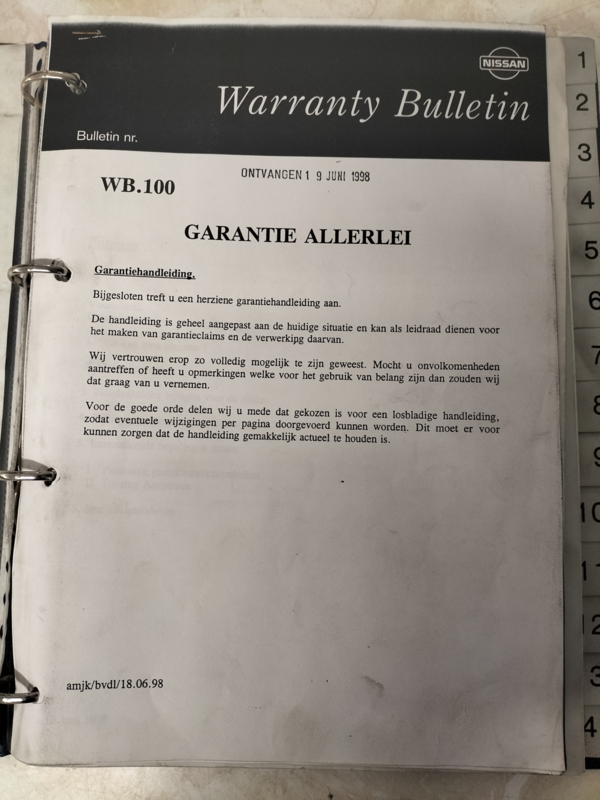 NISSAN
Warranty Bulletin
Bulletin nr.
ONTVANGEN 1 9 JUNI 1998
WB.100
GARANTIE ALLERLEI
Garantiehandleiding.
Bijgesloten treft u een herziene garantiehandleiding aan.
De handleiding is geheel aangepast aan de huidige situatie en kan als leidraad dienen voor
het maken van garantieclaims en de verwerkipg daarvan.
Wij vertrouwen erop zo volledig mogelijk te zijn geweest. Mocht u onvolkomenheden
aantreffen of heeft u opmerkingen welke voor het gebruik van belang zijn dan zouden wij
dat graag van u vernemen.
Voor de goede orde delen wij u mede dat gekozen is voor een losbladige handleiding,
zodat eventuele wijzigingen per pagina doorgevoerd kunnen worden. Dit moet er voor
kunnen zorgen dat de handleiding gemakkelijk actueel te houden is.
amjk/bvdl/18.06.98
1
2
3
4
5
6
7
8
9
10
11
12
3
4